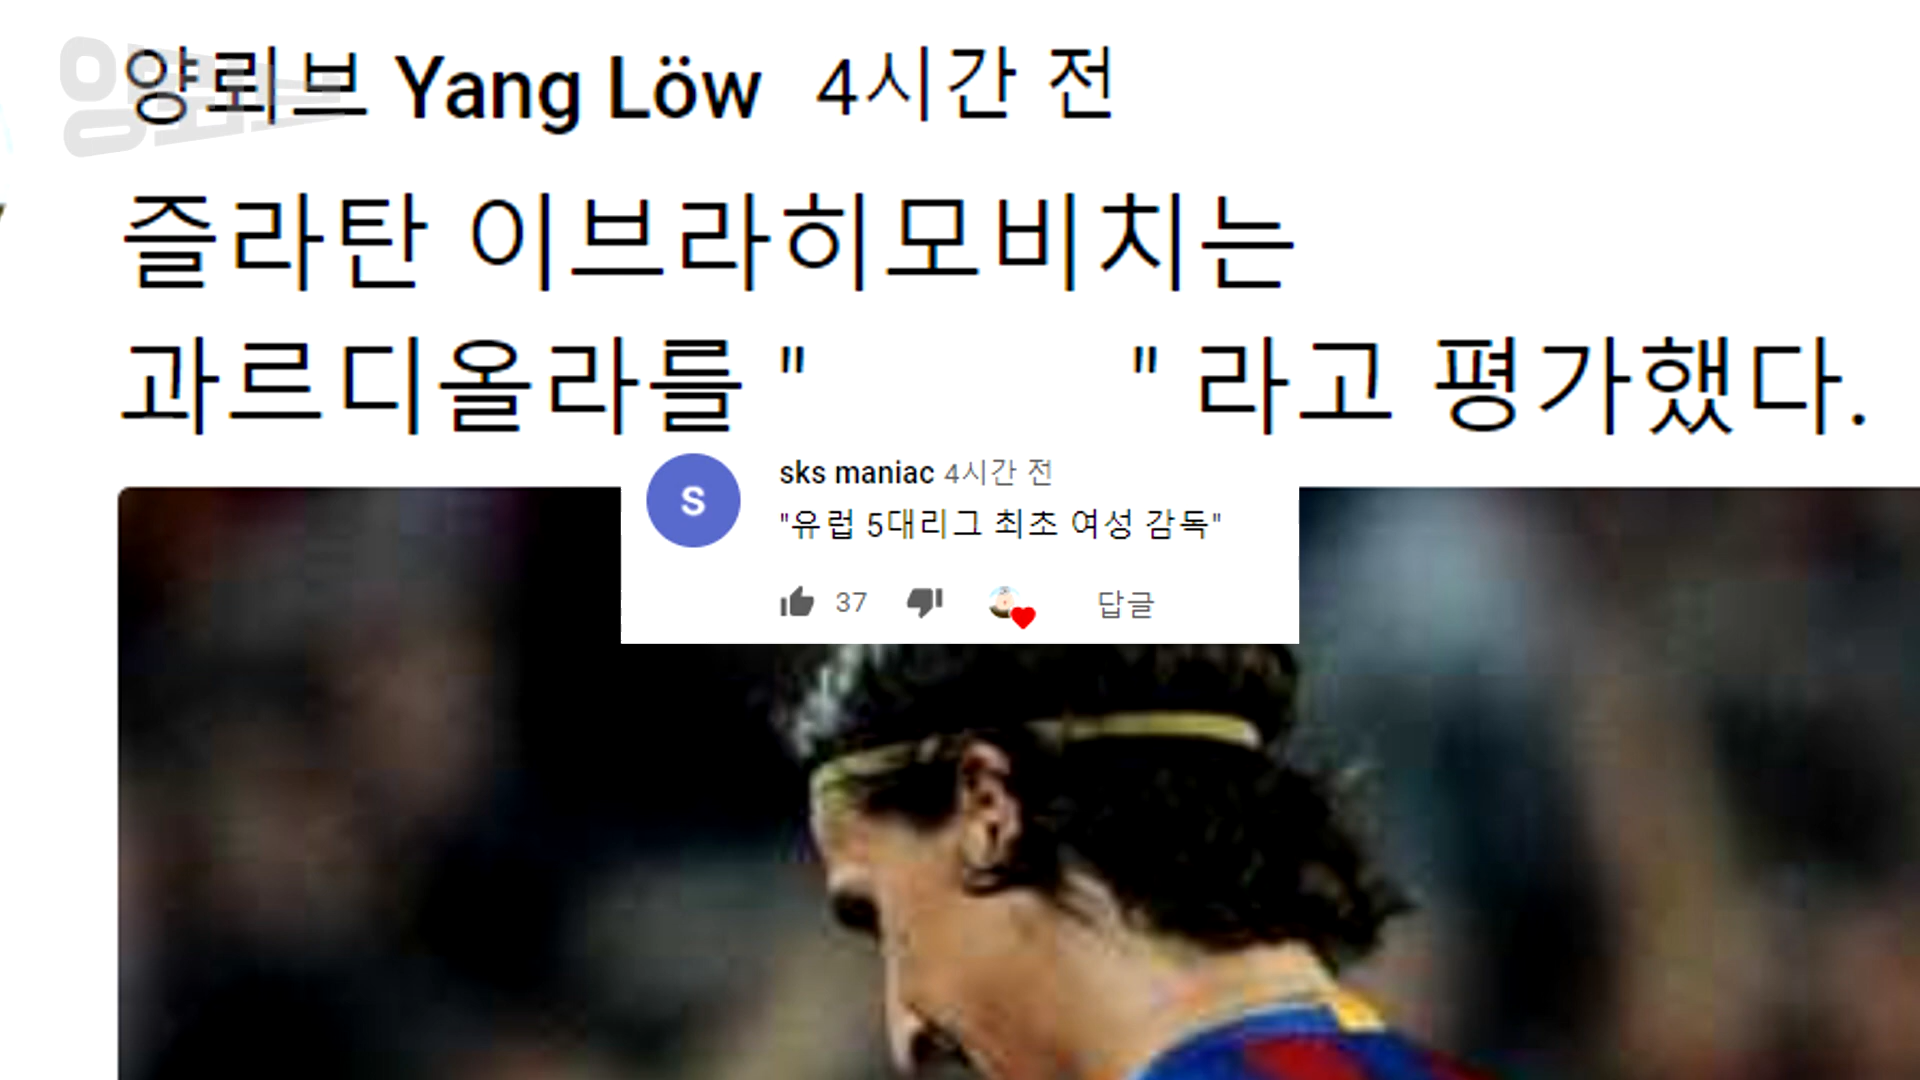 양뢰브 Yang Löw 4시간 전
즐라탄 이브라히모비치는
과르디올라를 " " 라고 평가했다.
sks maniac 4시간 전
S
"유럽 5대리그 최초 여성 감독"
37 답글